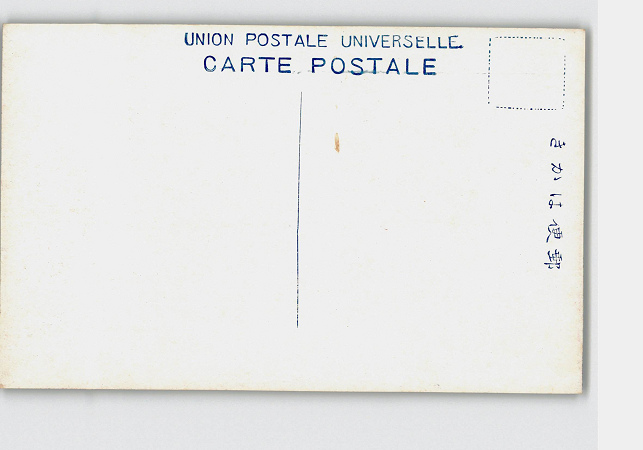 UNION POSTALE UNIVERSELLE.
CARTE POSTALE
郵便はかき